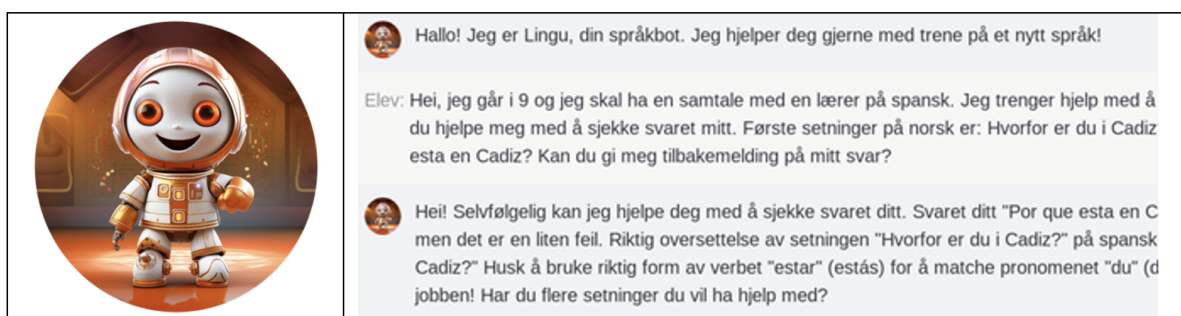 Hallo! Jeg er Lingu, din språkbot. Jeg hjelper deg gjerne med trene på et nytt språk!
Elev: Hei, jeg går i 9 og jeg skal ha en samtale med en lærer på spansk. Jeg trenger hjelp med å
du hjelpe meg med å sjekke svaret mitt. Første setninger på norsk er: Hvorfor er du i Cadiz
esta en Cadiz? Kan du gi meg tilbakemelding på mitt svar?
Hei! Selvfølgelig kan jeg hjelpe deg med å sjekke svaret ditt. Svaret ditt "Por que esta en C
men det er en liten feil. Riktig oversettelse av setningen "Hvorfor er du i Cadiz?" på spansk
Cadiz?" Husk å bruke riktig form av verbet "estar" (estás) for å matche pronomenet "du" (d
jobben! Har du flere setninger du vil ha hjelp med?